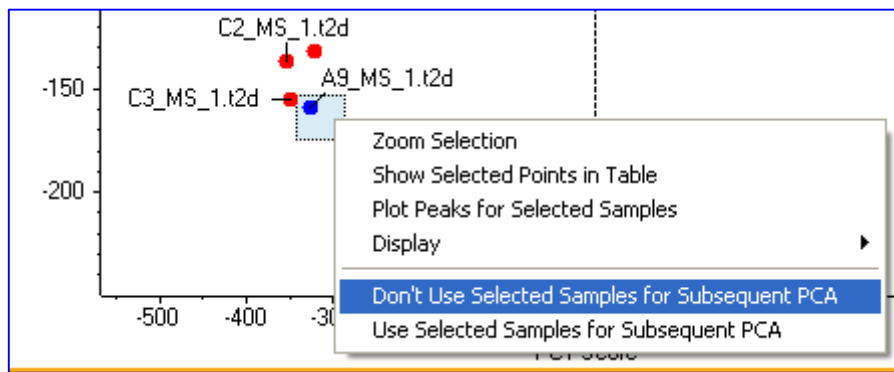 C2_MS_1.t2d
-150
A9_MS_1.t2d
C3_MS_1.t2d
Zoom Selection
Show Selected Points in Table
-200
Plot Peaks for Selected Samples
Display
Don't Use Selected Samples for Subsequent PCA
-500 -400
Use Selected Samples for Subsequent PCA
Score